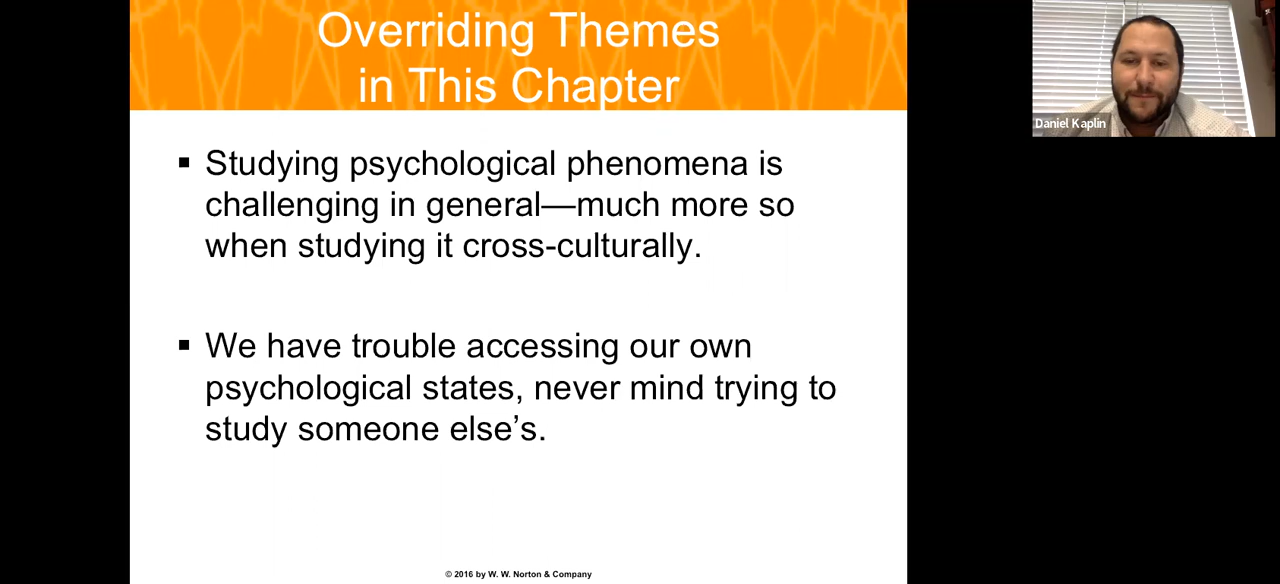 Overriding Themes
in This Chapter
Daniel Kaplin
▪ Studying psychological phenomena is
challenging in general—much more so
when studying it cross-culturally.
▪ We have trouble accessing our own
psychological states, never mind trying to
study someone else’s.
© 2016 by W. W. Norton & Company